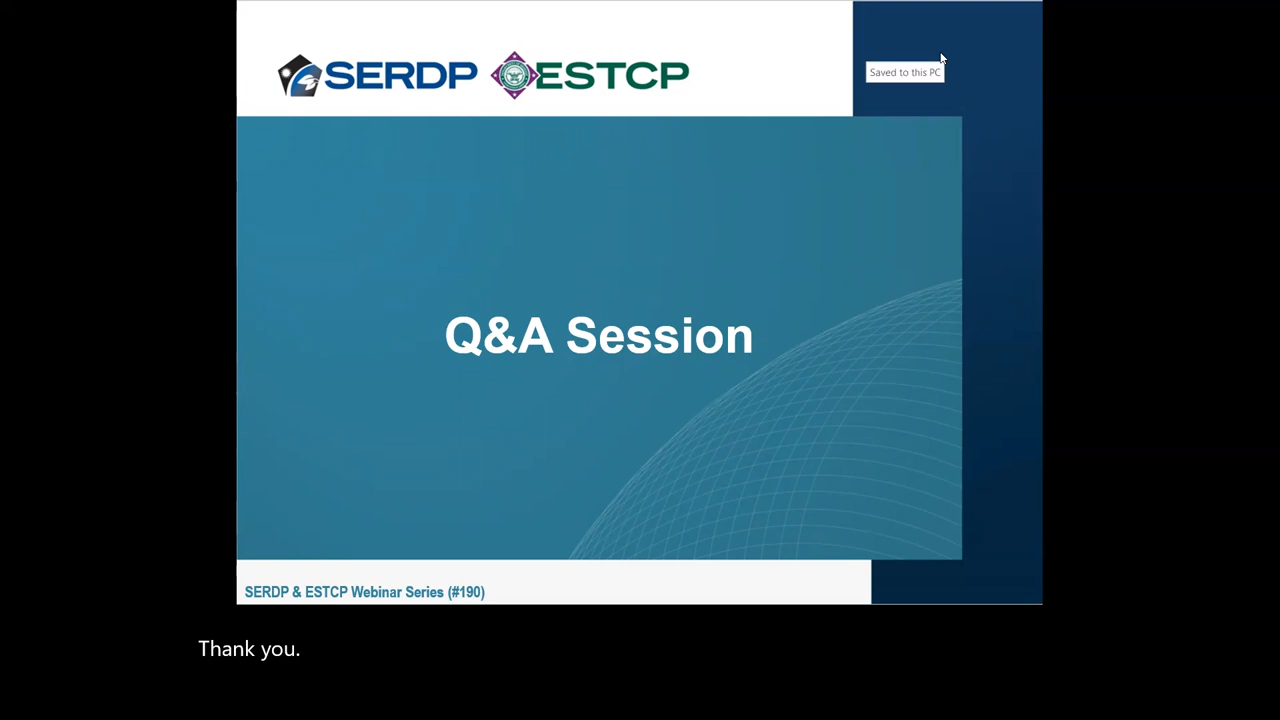 SERDP ESTCP
Saved to this PC
Q&A Session
SERDP & ESTCP Webinar Series (#190)
Thank you.